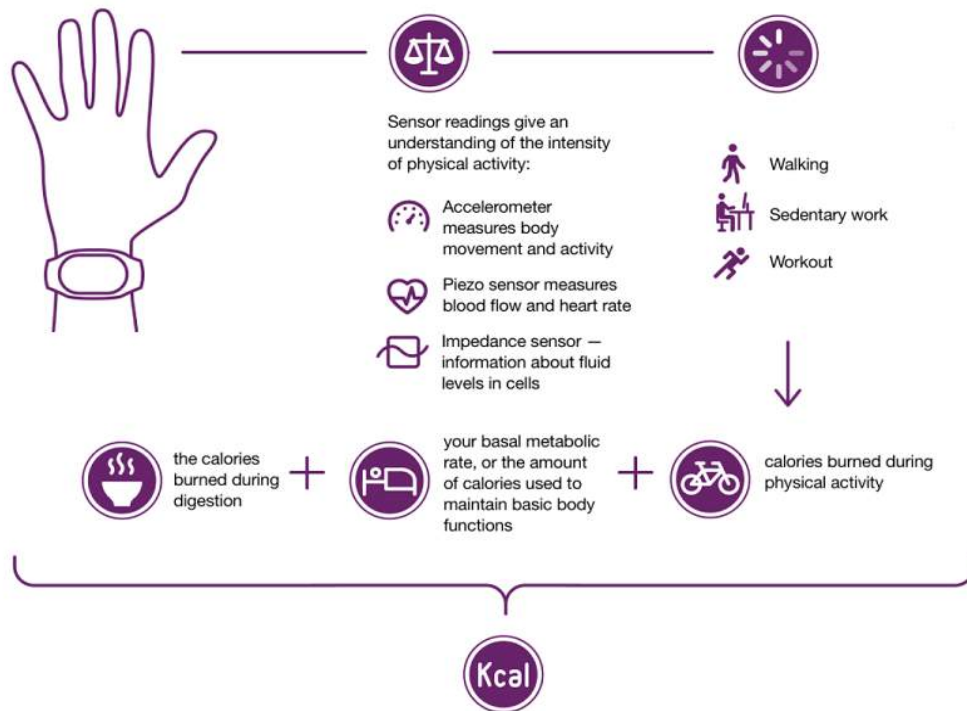 Sensor readings give an
understanding of the intensity
of physical activity:
Accelerometer
measures body
movement and activity
Piezo sensor measures
blood flow and heart rate
Impedance sensor —
information about fluid
levels in cells
Walking
Sedentary work
Workout
the calories
burned during
digestion
+
your basal metabolic
rate, or the amount
of calories used to
maintain basic body
functions
+
calories burned during
physical activity
Kcal